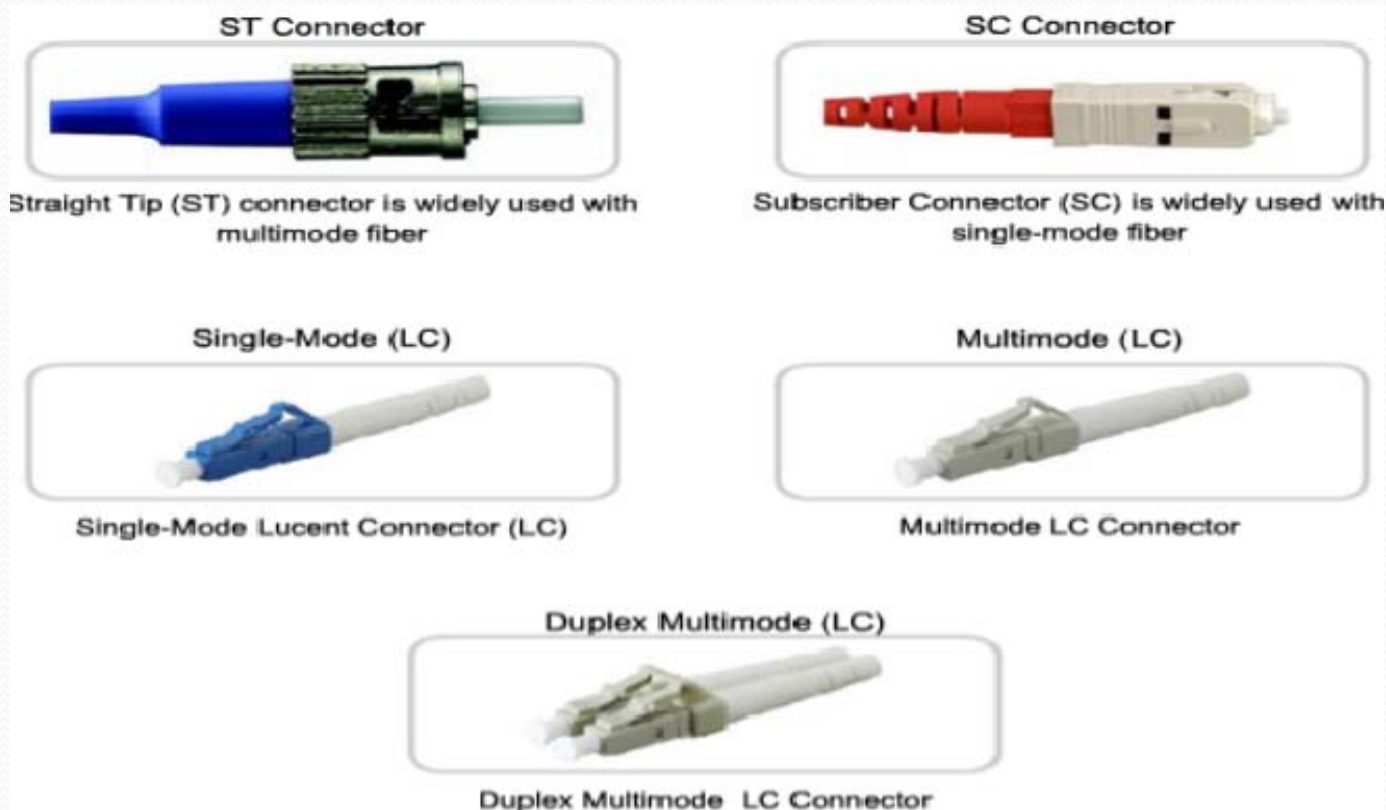 ST Connector
SC Connector
Straight Tip (ST) connector is widely used with
multimode fiber
Subscriber Connector (SC) is widely used with
single-mode fiber
Single-Mode (LC)
Multimode (LC)
Single-Mode Lucent Connector (LC)
Multimode LC Connector
Duplex Multimode (LC)
Duplex Multimode LC Connector